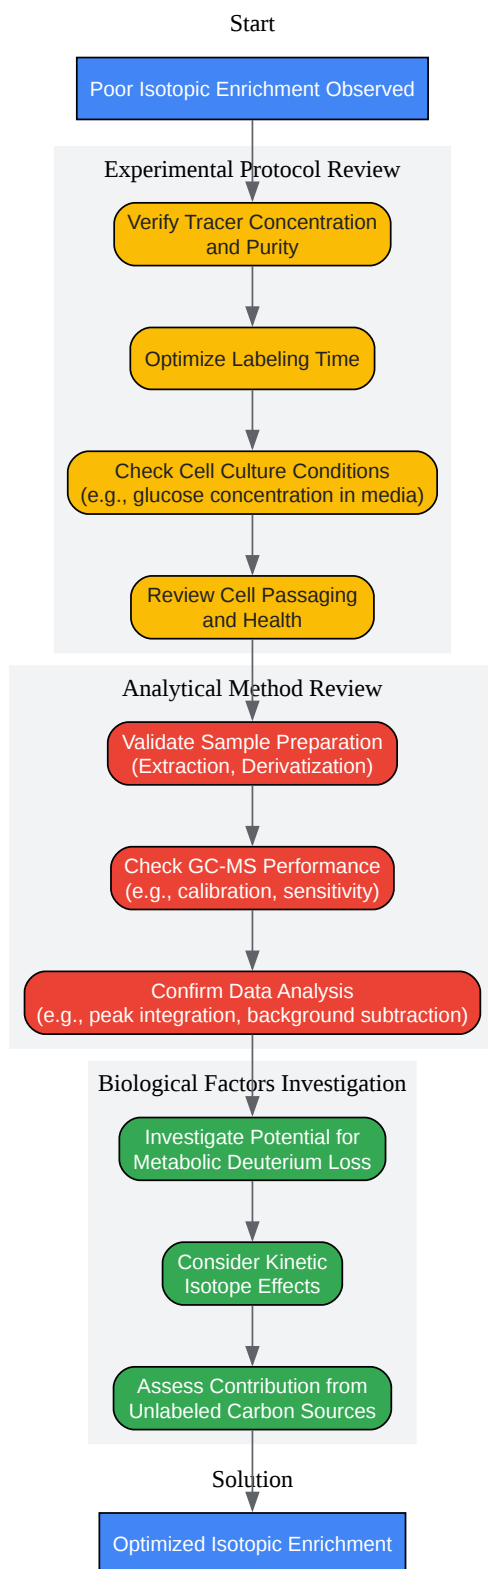 Start
Poor Isotopic Enrichment Observed
Experimental Protocol Review
Verify Tracer Concentration
and Purity
Optimize Labeling Time
Check Cell Culture Conditions
(e.g., glucose concentration in media)
Review Cell Passaging
and Health
Analytical Method Review
Validate Sample Preparation
(Extraction, Derivatization)
Check GC-MS Performance
(e.g., calibration, sensitivity)
Confirm Data Analysis
(e.g., peak integration, background subtraction)
Biological Factors Investigation
Investigate Potential for
Metabolic Deuterium Loss
Consider Kinetic
Isotope Effects
Assess Contribution from
Unlabeled Carbon Sources
Solution
Optimized Isotopic Enrichment